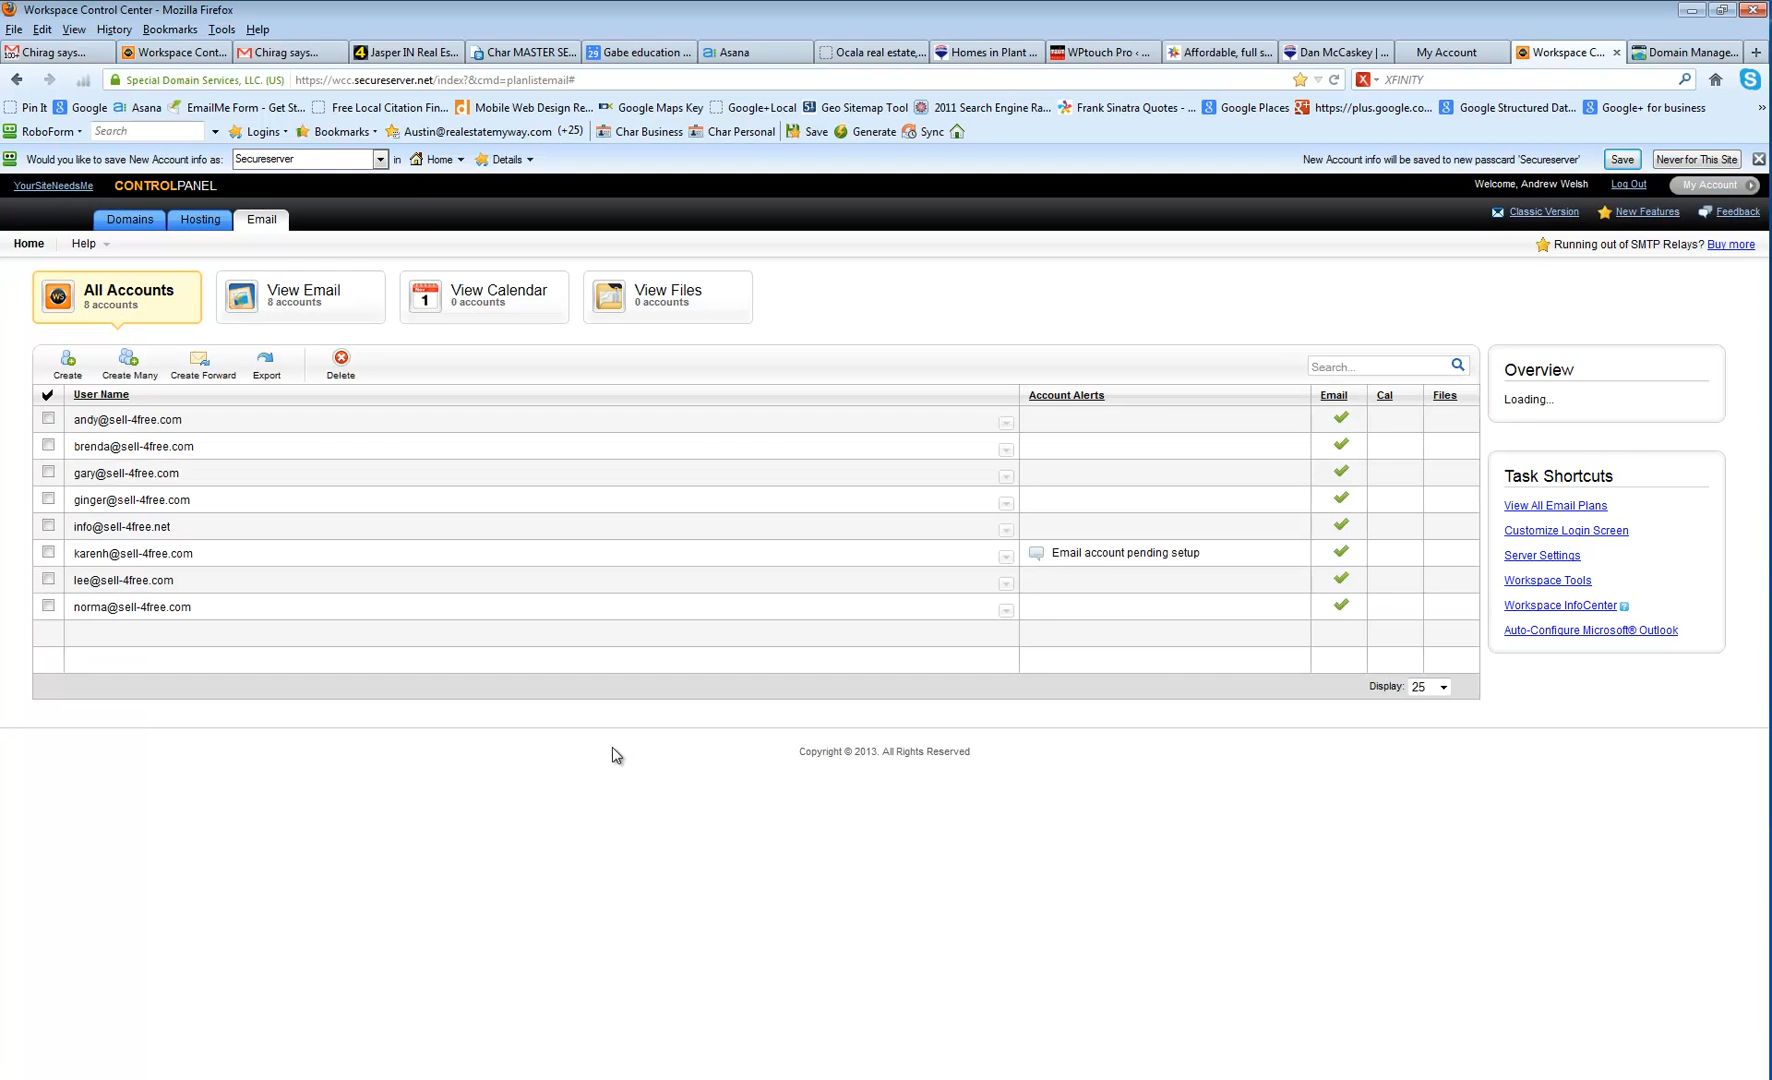 Workspace Control Center - Mozilla Firefox
File Edit View History Bookmarks Tools Help
Chirag says... Workspace Cont... Chirag says... Jasper IN Real Es... Char MASTER SE... Gabe education ... Asana Ocala real estate,... Homes in Plant ... WPtouch Pro ‹ ... Affordable, full s... Dan McCaskey | ... My Account Workspace C... Domain Manage...
Special Domain Services, LLC. (US) https://wcc.secureserver.net/index?&cmd=planlistemail# XFINITY
Pin It Google Asana EmailMe Form - Get St... Free Local Citation Fin... Mobile Web Design Re... Google Maps Key Google+Local Geo Sitemap Tool 2011 Search Engine Ra... Frank Sinatra Quotes - ... Google Places https://plus.google.co... Google Structured Dat... Google+ for business
RoboForm Search Logins Bookmarks Austin@realestatemyway.com (+25) Char Business Char Personal Save Generate Sync
Would you like to save New Account info as: Secureserver in Home Details New Account info will be saved to new passcard 'Secureserver' Save Never for This Site
YourSiteNeedsMe CONTROLPANEL Welcome, Andrew Welsh Log Out My Account
Domains Hosting Email Classic Version New Features Feedback
Home Help Running out of SMTP Relays? Buy more
All Accounts View Email View Calendar View Files
8 accounts 8 accounts 0 accounts 0 accounts
Create Create Many Create Forward Export Delete Search...
User Name Account Alerts Email Cal Files
andy@sell-4free.com
brenda@sell-4free.com
gary@sell-4free.com
ginger@sell-4free.com
info@sell-4free.net
karenh@sell-4free.com Email account pending setup
lee@sell-4free.com
norma@sell-4free.com
Display: 25
Overview
Loading...
Task Shortcuts
View All Email Plans
Customize Login Screen
Server Settings
Workspace Tools
Workspace InfoCenter
Auto-Configure Microsoft® Outlook
Copyright © 2013. All Rights Reserved